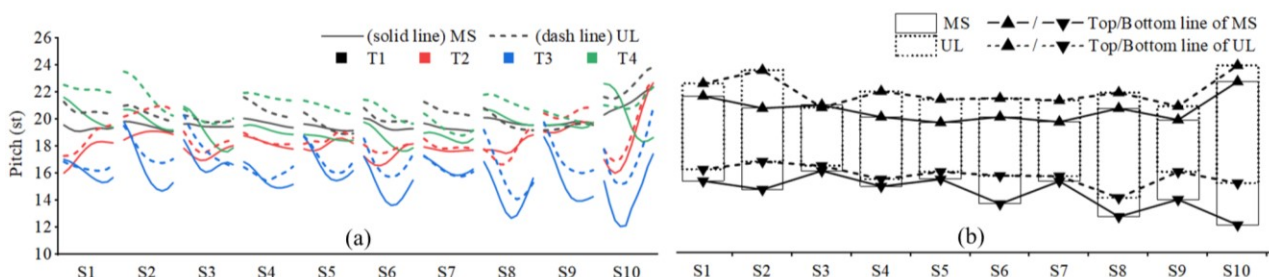 26
24
22
20
18
16
14
12
10
Pitch (st)
(solid line) MS
(dash line) UL
T1
T2
T3
T4
(a)
S1 S2 S3 S4 S5 S6 S7 S8 S9 S10
MS
/ Top/Bottom line of MS
UL
/ Top/Bottom line of UL
(b)
S1 S2 S3 S4 S5 S6 S7 S8 S9 S10